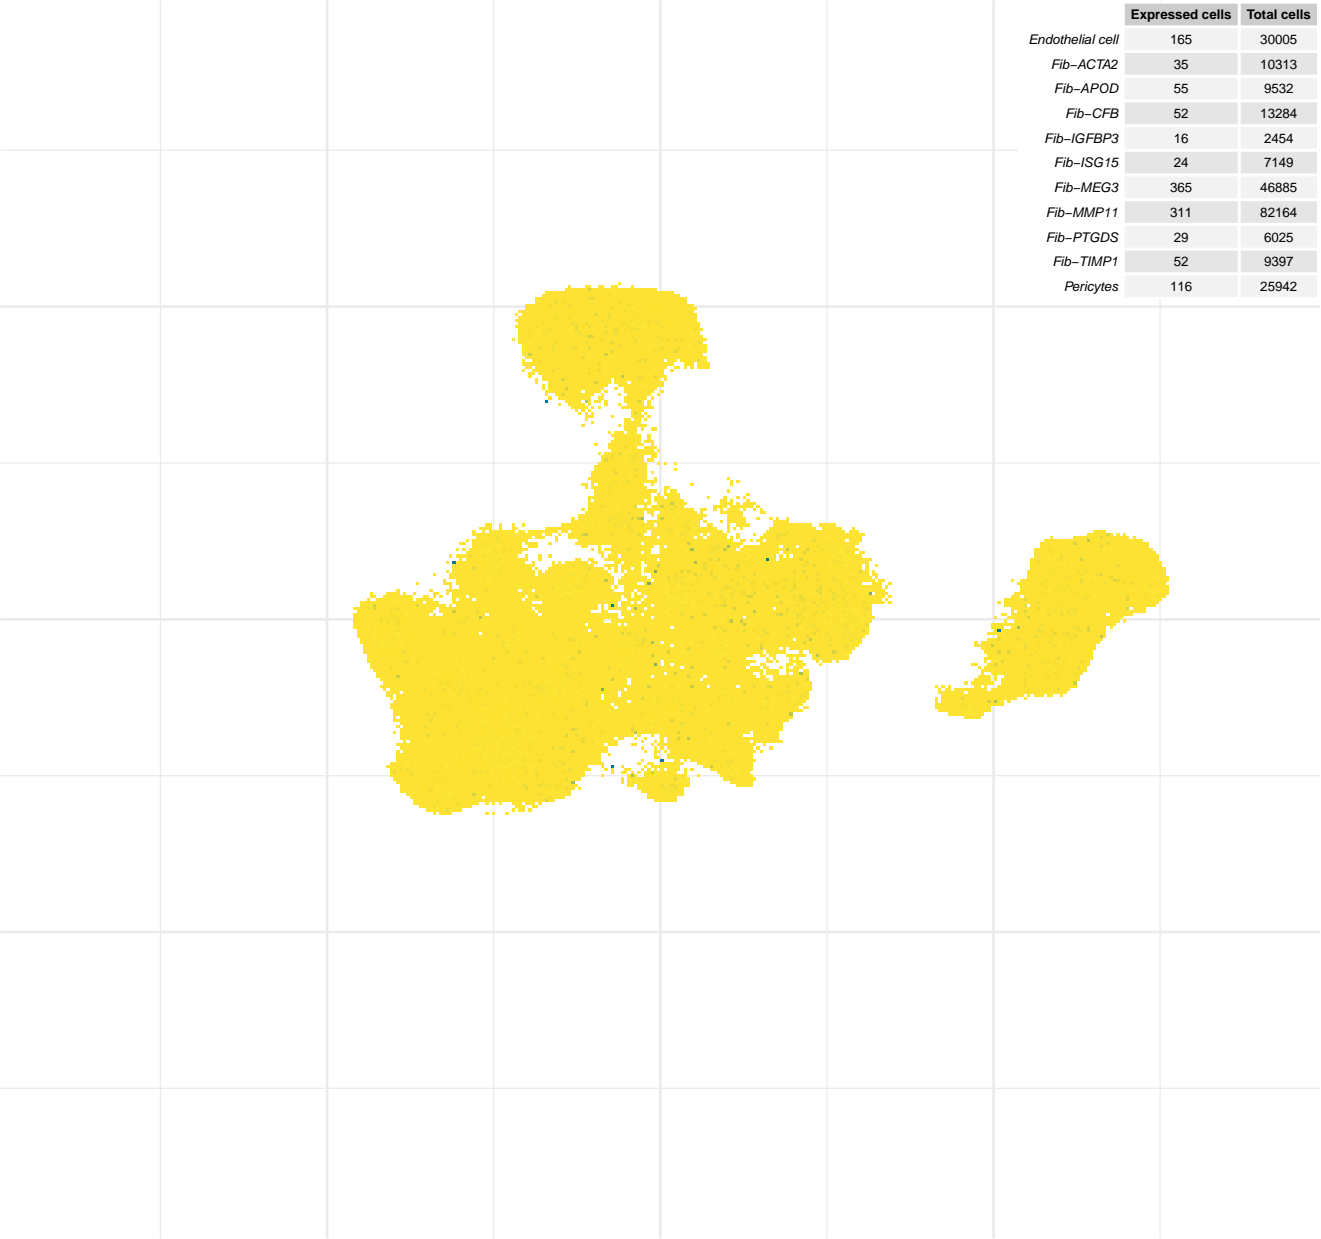 Expressed cells Total cells
Endothelial cell 165 30005
Fib−ACTA2 35 10313
Fib−APOD 55 9532
Fib−CFB 52 13284
Fib−IGFBP3 16 2454
Fib−ISG15 24 7149
Fib−MEG3 365 46885
Fib−MMP11 311 82164
Fib−PTGDS 29 6025
Fib−TIMP1 52 9397
Pericytes 116 25942